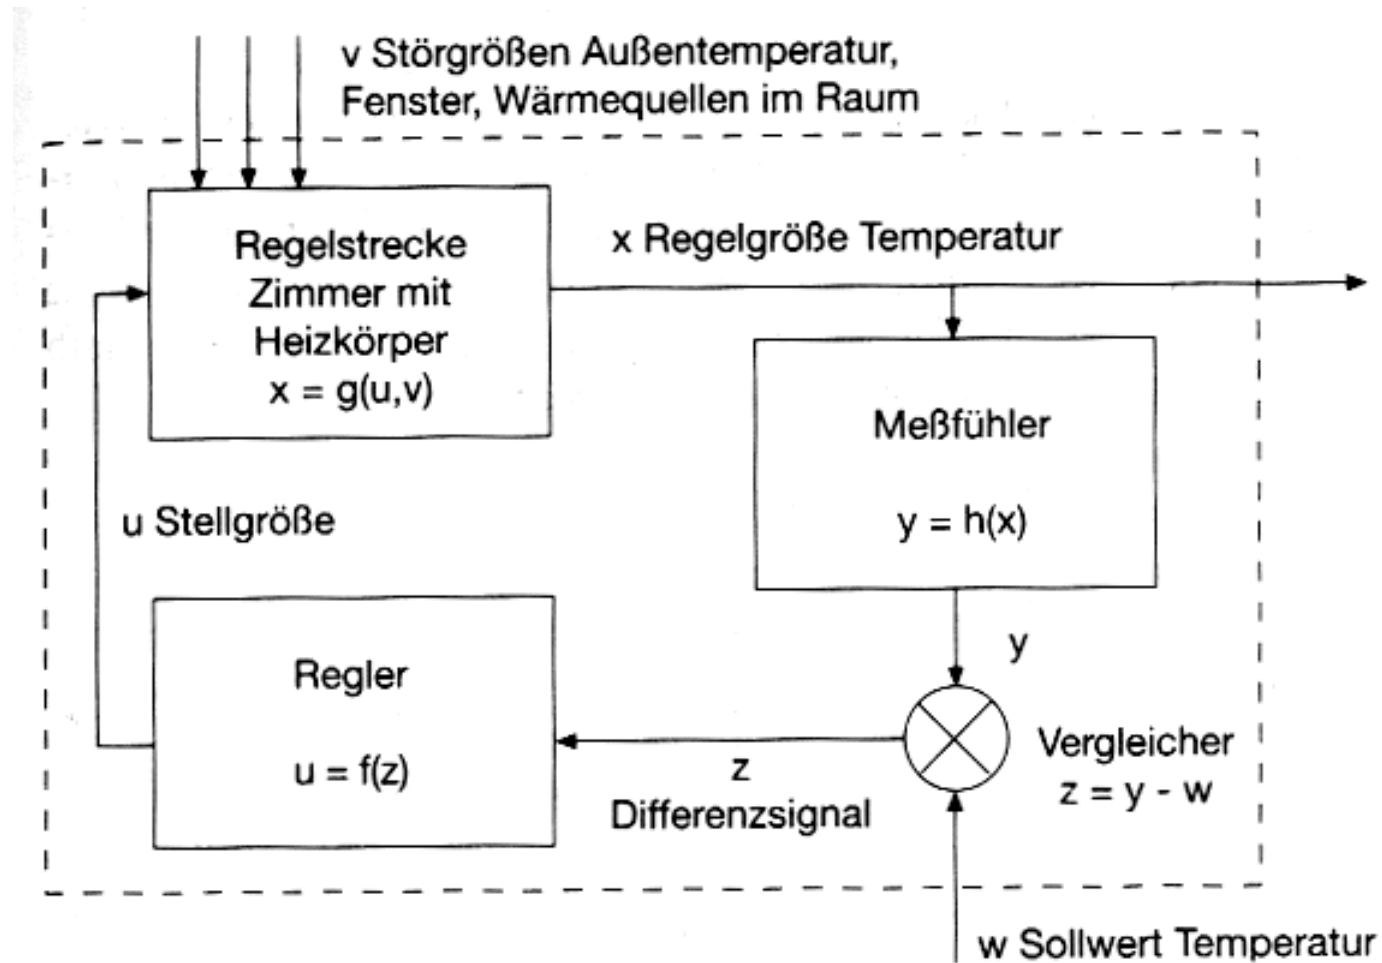 v Störgrößen Außentemperatur,
Fenster, Wärmequellen im Raum
Regelstrecke
Zimmer mit
Heizkörper
x = g(u,v)
x Regelgröße Temperatur
Meßfühler
y = h(x)
u Stellgröße
y
Regler
u = f(z)
z
Differenzsignal
Vergleicher
z = y - w
w Sollwert Temperatur